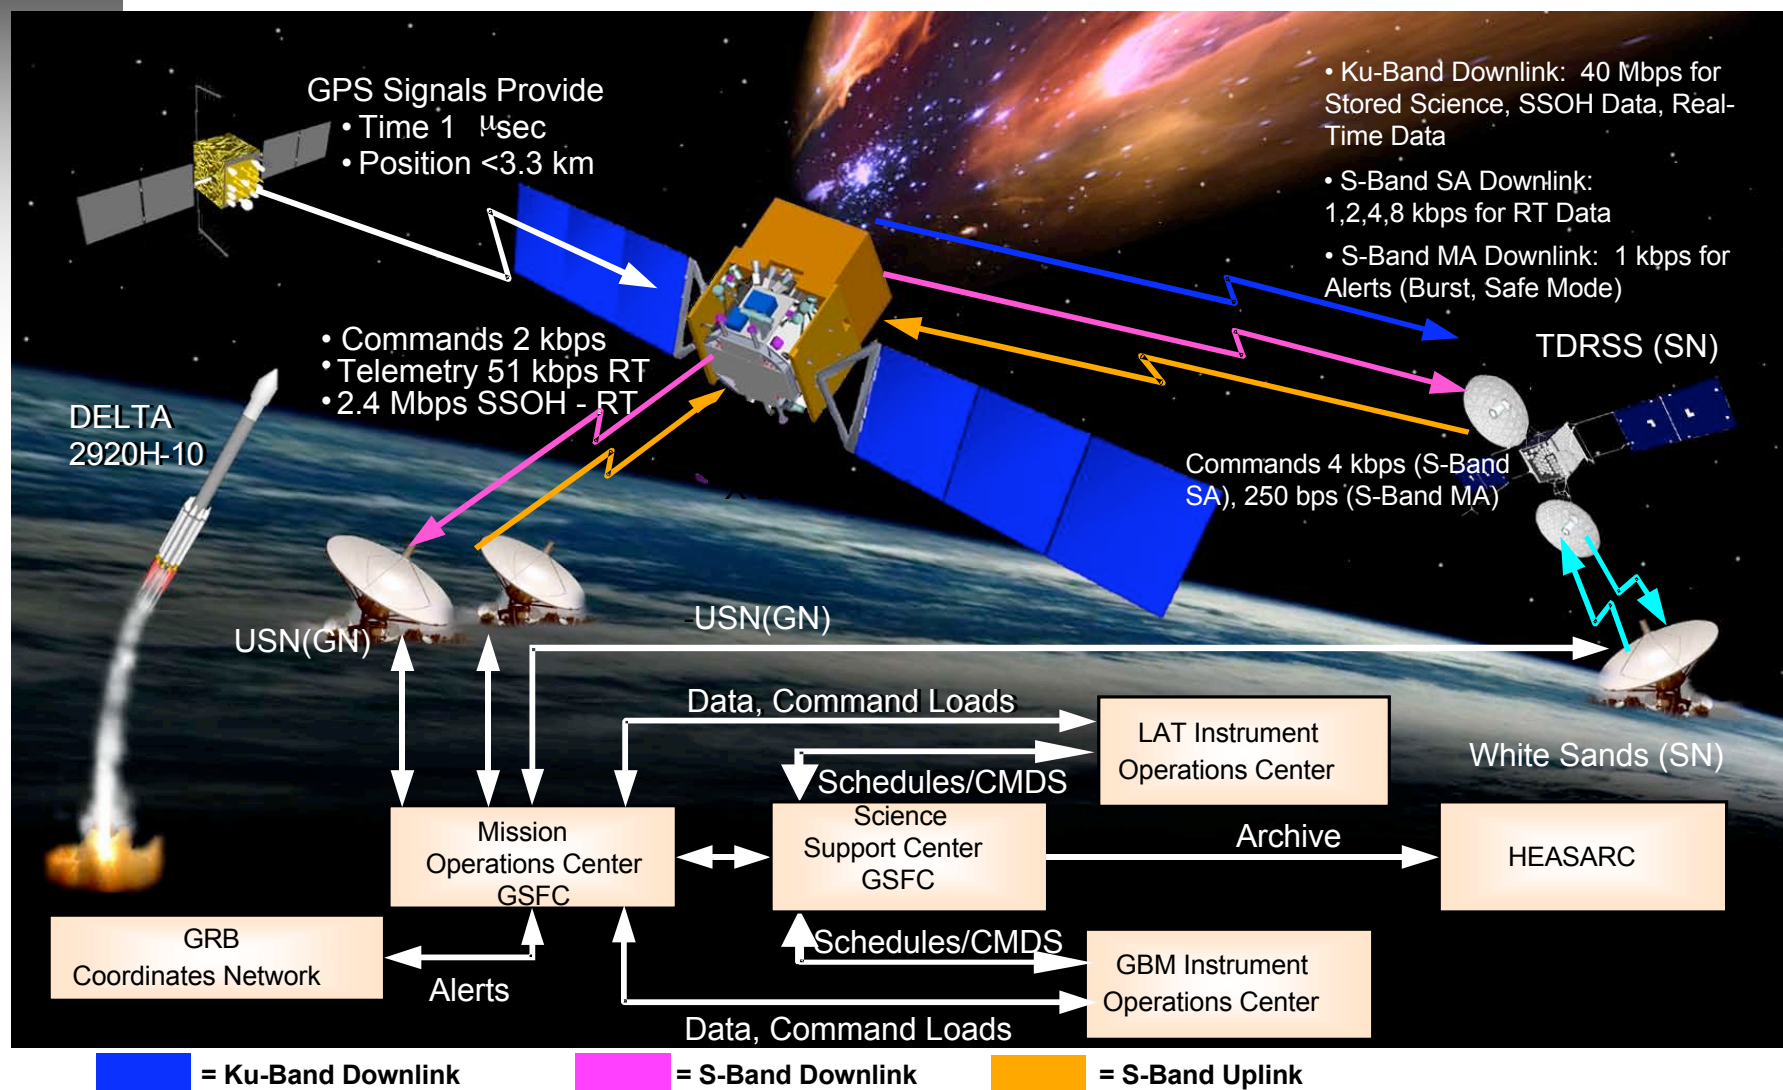 GPS Signals Provide
• Time 1 μsec
• Position <3.3 km
• Ku-Band Downlink: 40 Mbps for
Stored Science, SSOH Data, Real-
Time Data
• S-Band SA Downlink:
1,2,4,8 kbps for RT Data
• S-Band MA Downlink: 1 kbps for
Alerts (Burst, Safe Mode)
TDRSS (SN)
• Commands 2 kbps
• Telemetry 51 kbps RT
• 2.4 Mbps SSOH - RT
DELTA
2920H-10
Commands 4 kbps (S-Band
SA), 250 bps (S-Band MA)
USN(GN)
-USN(GN)
Data, Command Loads
LAT Instrument
Operations Center
White Sands (SN)
Schedules/CMDS
Mission
Operations Center
GSFC
Science
Support Center
GSFC
Archive
HEASARC
GRB
Coordinates Network
Alerts
Schedules/CMDS
GBM Instrument
Operations Center
Data, Command Loads
= Ku-Band Downlink
= S-Band Downlink
= S-Band Uplink